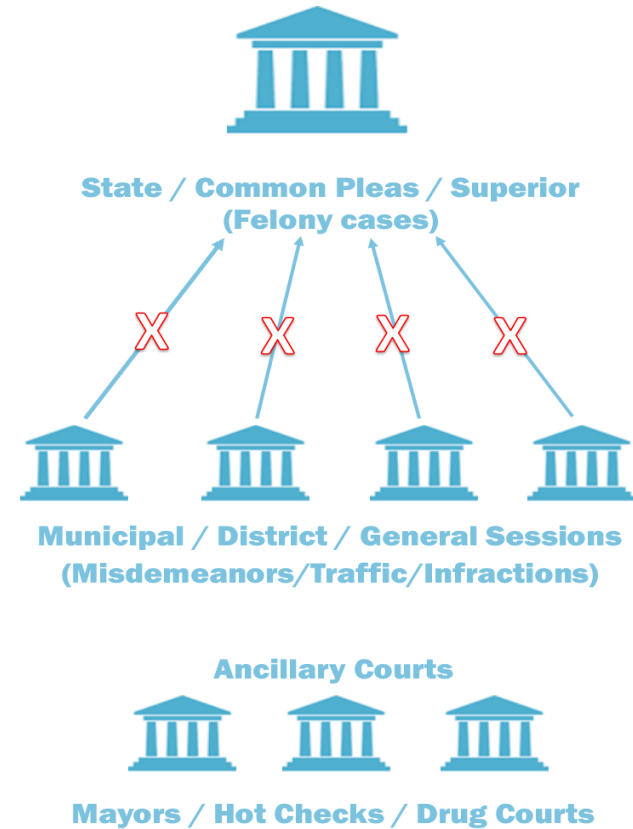 State / Common Pleas / Superior
(Felony cases)
X X X X
Municipal / District / General Sessions
(Misdemeanors/Traffic/Infractions)
Ancillary Courts
Mayors / Hot Checks / Drug Courts